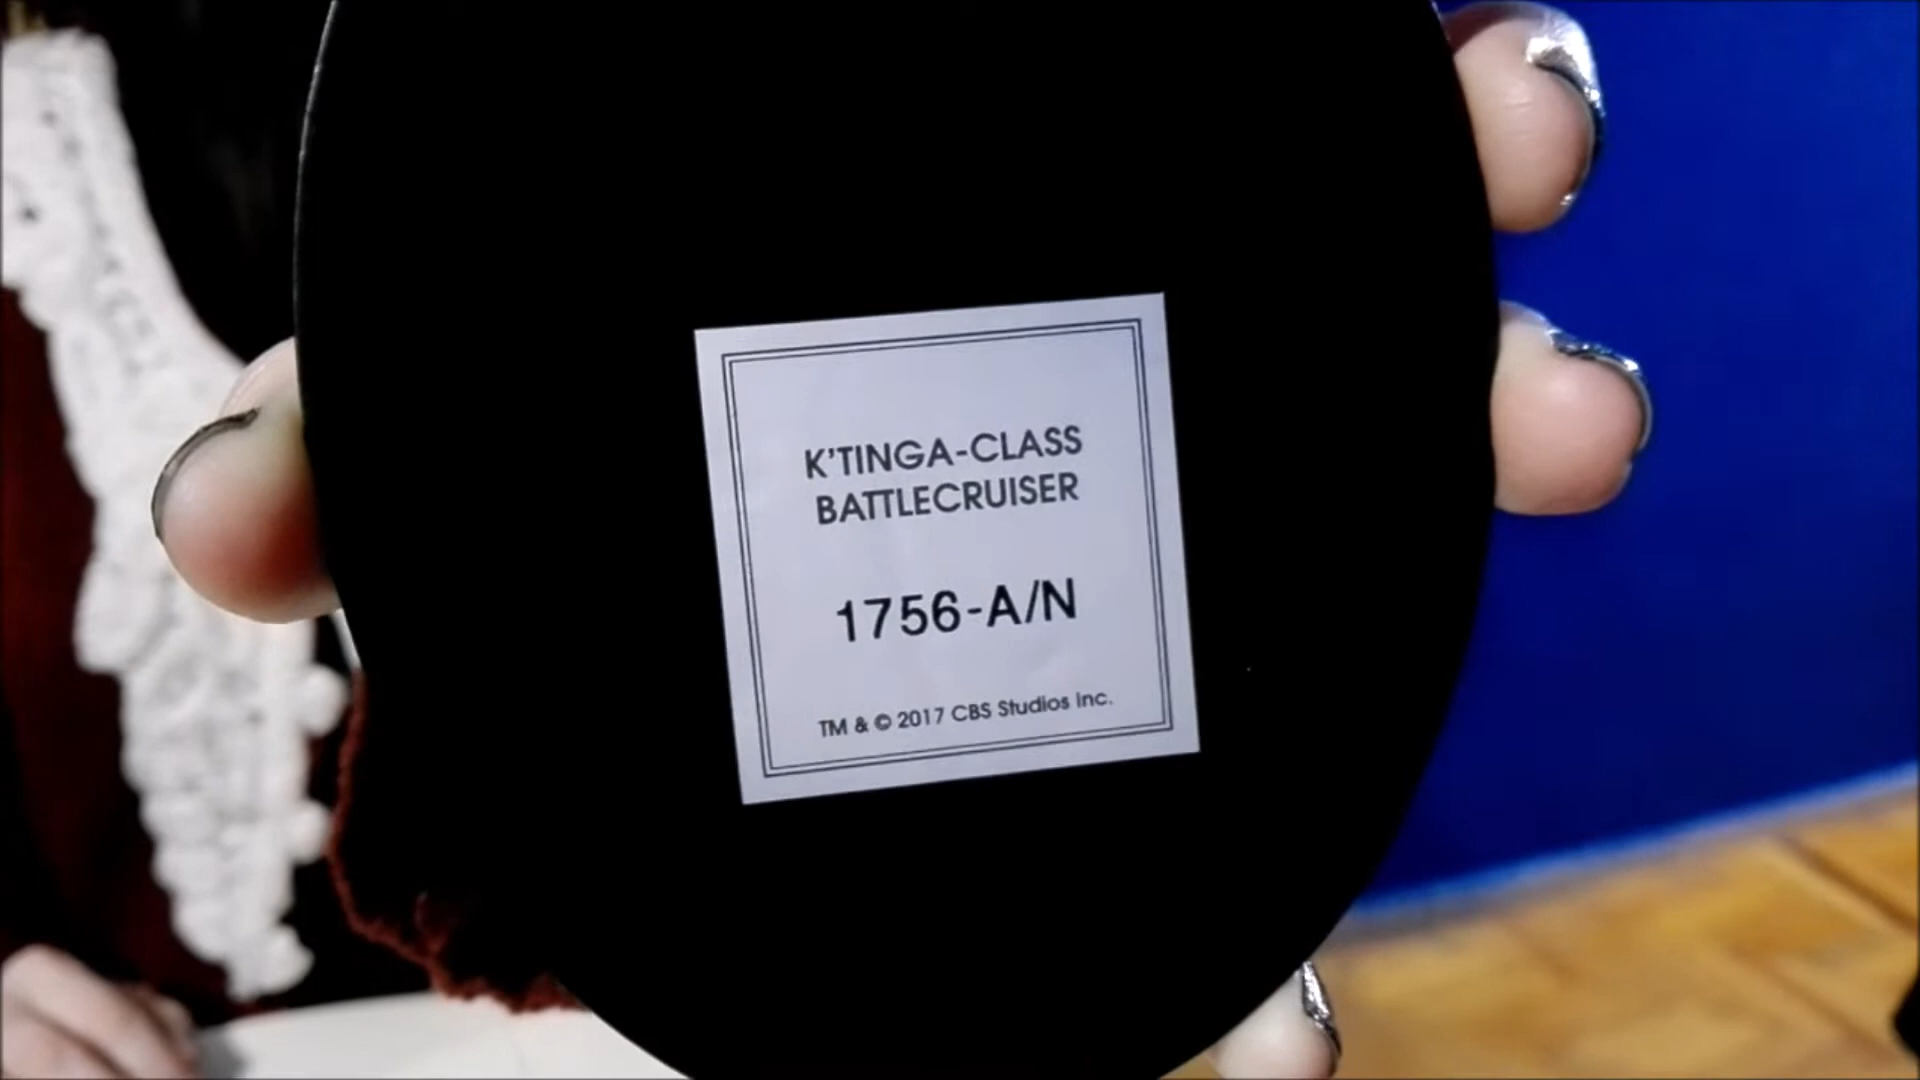 K'TINGA-CLASS
BATTLECRUISER
1756-A/N
TM & © 2017 CBS Studios Inc.